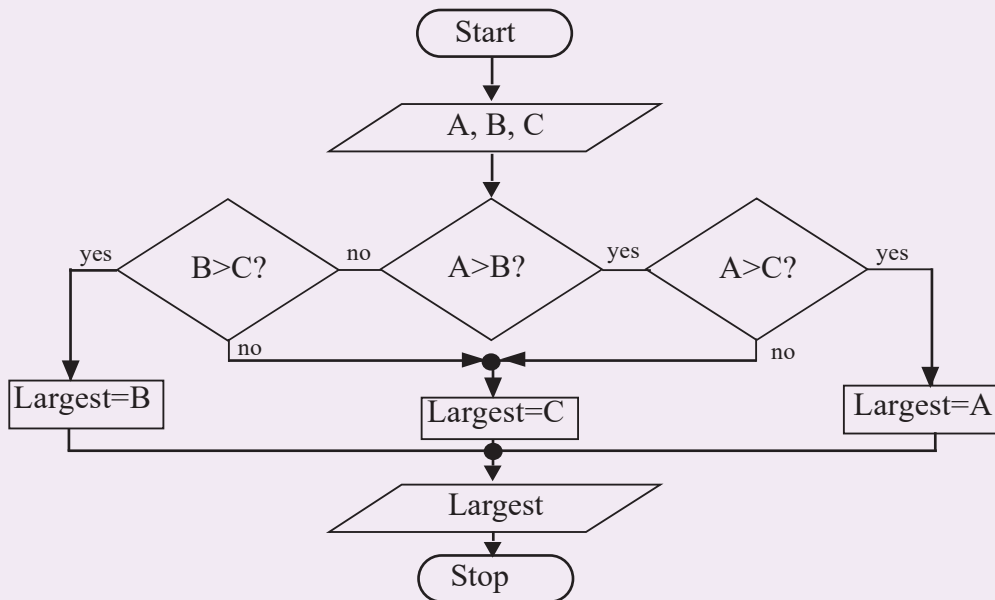 Start
A, B, C
yes
B>C?
no
A>B?
yes
A>C?
yes
no
no
Largest=B
Largest=C
Largest=A
Largest
Stop